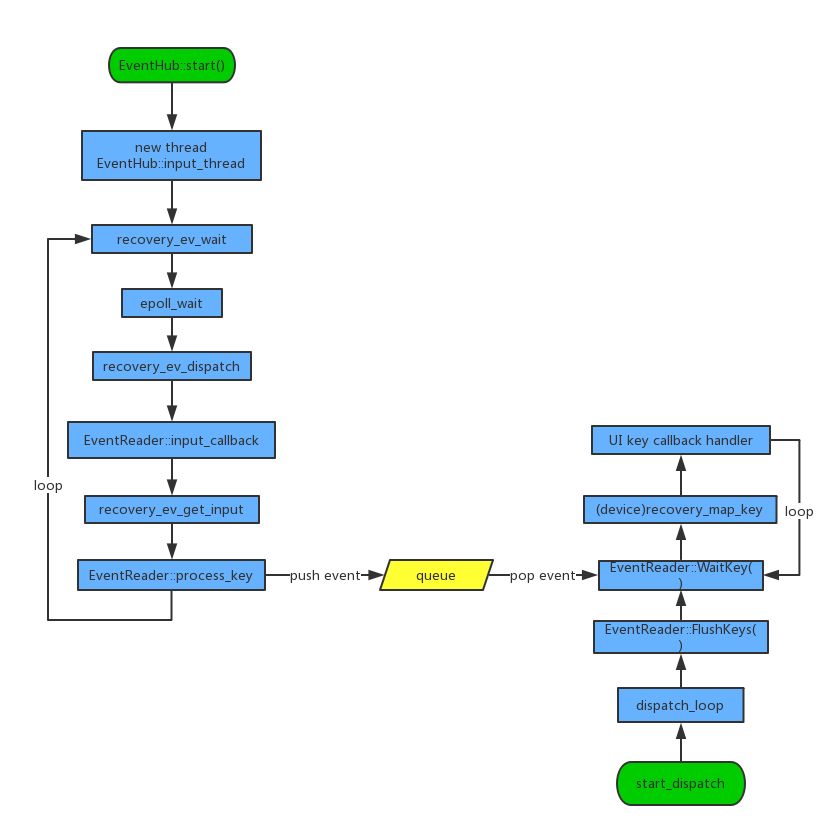 EventHub::start()
new thread
EventHub::input_thread
recovery_ev_wait
epoll_wait
recovery_ev_dispatch
EventReader::input_callback
loop
recovery_ev_get_input
EventReader::process_key
push event
queue
pop event
UI key callback handler
(device)recovery_map_key
loop
EventReader::WaitKey(
)
EventReader::FlushKeys(
)
dispatch_loop
start_dispatch